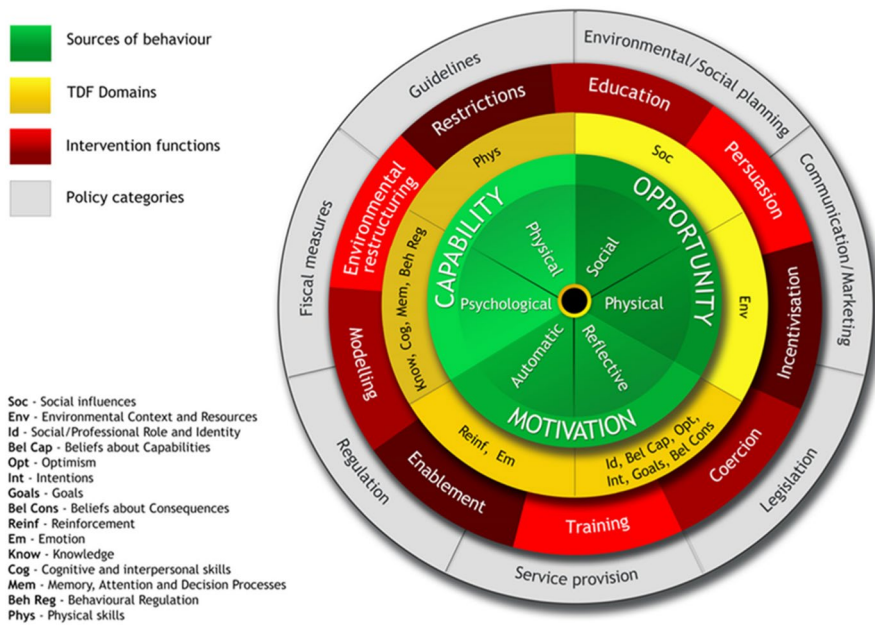 Sources of behaviour
TDF Domains
Intervention functions
Policy categories
Soc - Social influences
Env - Environmental Context and Resources
Id - Social/Professional Role and Identity
Bel Cap - Beliefs about Capabilities
Opt - Optimism
Int - Intentions
Goals - Goals
Bel Cons - Beliefs about Consequences
Reinf - Reinforcement
Em - Emotion
Know - Knowledge
Cog - Cognitive and interpersonal skills
Mem - Memory, Attention and Decision Processes
Beh Reg - Behavioural Regulation
Phys - Physical skills
Guidelines
Environmental/Social planning
Communication/Marketing
Legislation
Service provision
Regulation
Fiscal measures
Restrictions
Education
Persuasion
Incentivisation
Coercion
Training
Enablement
Modelling
Environmental
restructuring
Phys
Soc
Env
Id, Bel Cap, Opt,
Int, Goals, Bel Cons
Reinf, Em
Know, Cog, Mem, Beh Reg
CAPABILITY
OPPORTUNITY
MOTIVATION
Physical
Social
Physical
Reflective
Automatic
Psychological